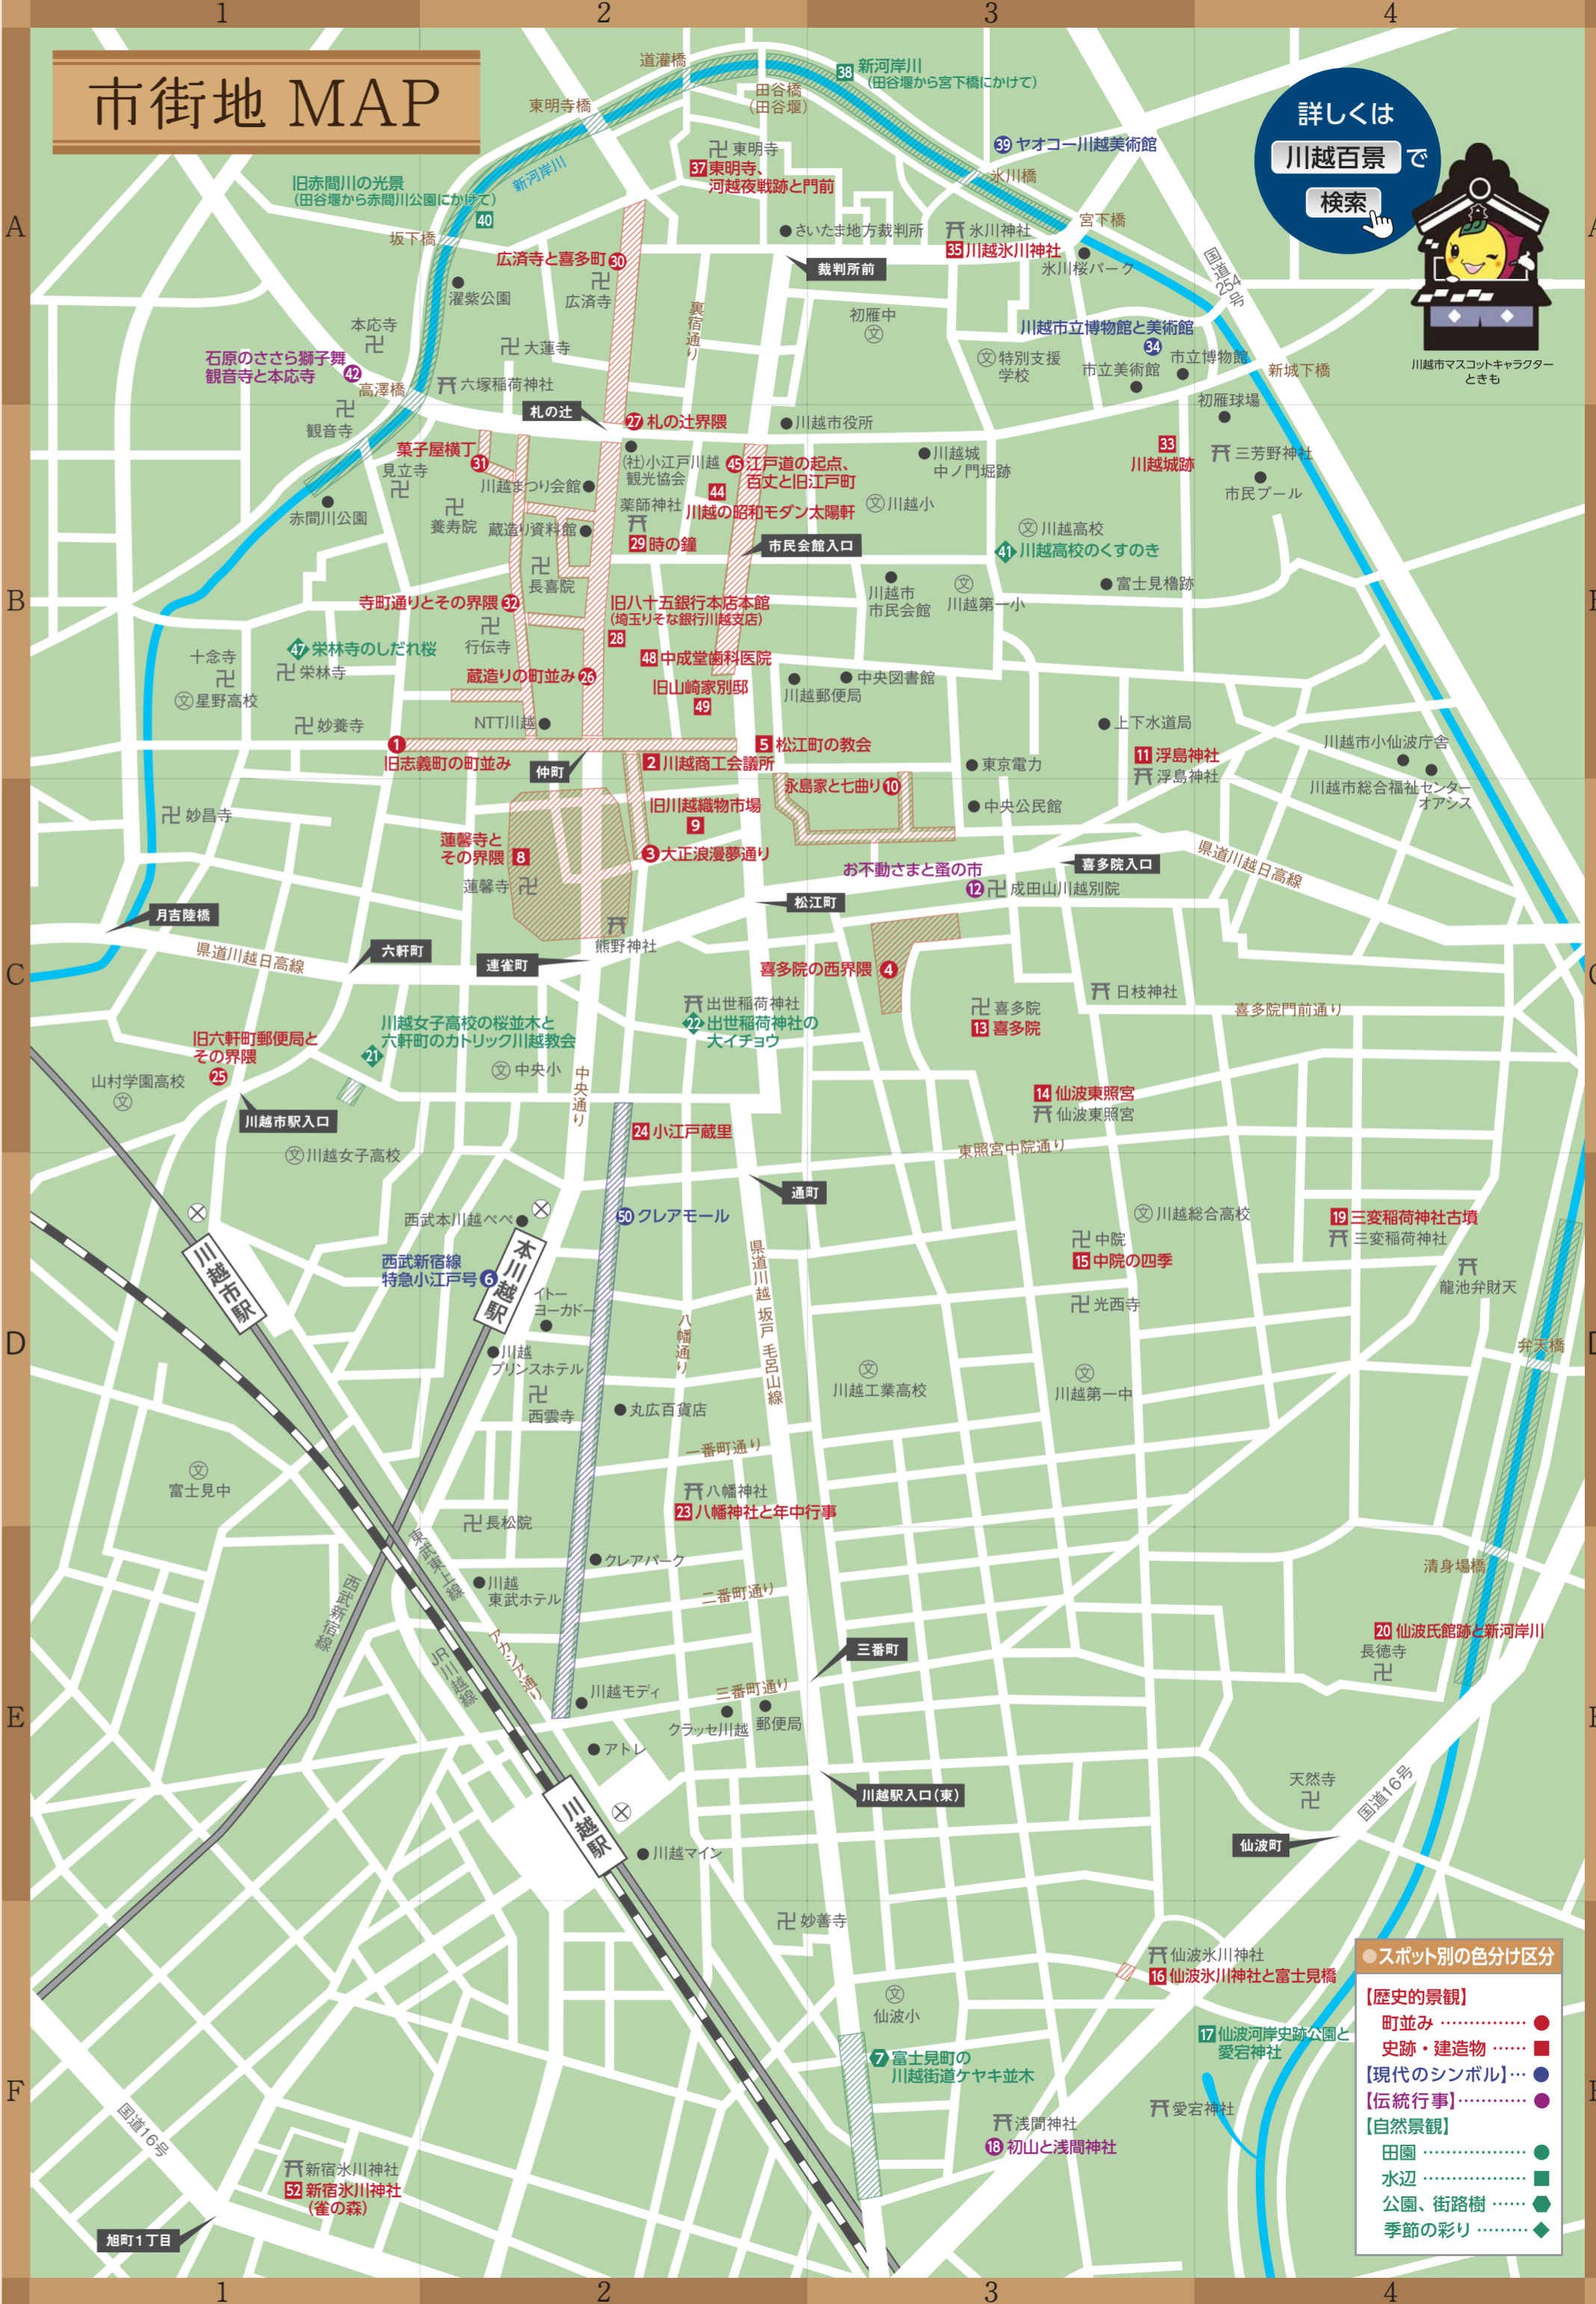 1
2
3
4
市街地 MAP
詳しくは
川越百景 で
検索
川越市マスコットキャラクター
ときも
A
道灌橋
東明寺橋
田谷橋
(田谷堰)
38 新河岸川
(田谷堰から宮下橋にかけて)
新河岸川
東明寺
37 東明寺、
河越夜戦跡と門前
39 ヤオコー川越美術館
氷川橋
宮下橋
旧赤間川の光景
(田谷堰から赤間川公園にかけて)
40
坂下橋
さいたま地方裁判所
氷川神社
35 川越氷川神社
氷川桜パーク
裁判所前
国道254号
広済寺と喜多町 30
広済寺
濯紫公園
裏宿通り
初雁中
文
本応寺
大蓮寺
石原のささら獅子舞
観音寺と本応寺 42
高澤橋
六塚稲荷神社
川越市立博物館と美術館
34
文 特別支援
学校
市立美術館
市立博物館
新城下橋
初雁球場
B
札の辻
27 札の辻界隈
川越市役所
観音寺
菓子屋横丁
31
見立寺
(社)小江戸川越
観光協会
45 江戸道の起点、
百丈と旧江戸町
川越城
中ノ門堀跡
33
川越城跡
三芳野神社
市民プール
川越まつり会館
44
川越の昭和モダン太陽軒
文 川越小
赤間川公園
養寿院
蔵造り資料館
薬師神社
29 時の鐘
市民会館入口
文 川越高校
41 川越高校のくすのき
長喜院
川越市
市民会館
文
川越第一小
富士見櫓跡
寺町通りとその界隈 32
旧八十五銀行本店本館
(埼玉りそな銀行川越支店)
28
行伝寺
47 栄林寺のしだれ桜
栄林寺
十念寺
文 星野高校
48 中成堂歯科医院
蔵造りの町並み 26
旧山崎家別邸
49
川越郵便局
中央図書館
妙養寺
NTT川越
上下水道局
1
旧志義町の町並み
仲町
5 松江町の教会
2 川越商工会議所
東京電力
11 浮島神社
浮島神社
川越市小仙波庁舎
川越市総合福祉センター
オアシス
C
妙昌寺
永島家と七曲り 10
中央公民館
旧川越織物市場
9
蓮馨寺と
その界隈 8
蓮馨寺
3 大正浪漫夢通り
お不動さまと蚤の市
12 成田山川越別院
喜多院入口
県道川越日高線
月吉陸橋
松江町
熊野神社
県道川越日高線
六軒町
連雀町
喜多院の西界隈 4
出世稲荷神社
22 出世稲荷神社の
大イチョウ
喜多院
13 喜多院
日枝神社
喜多院門前通り
旧六軒町郵便局と
その界隈
25
川越女子高校の桜並木と
六軒町のカトリック川越教会
21
山村学園高校
文
文 中央小
中央通り
川越市駅入口
文 川越女子高校
24 小江戸蔵里
14 仙波東照宮
仙波東照宮
東照宮中院通り
D
通町
川越市駅
西武本川越ペペ
本川越駅
西武新宿線
特急小江戸号 6
50 クレアモール
イトー
ヨーカドー
県道川越 坂戸 毛呂山線
八幡通り
中院
15 中院の四季
文 川越総合高校
19 三変稲荷神社古墳
三変稲荷神社
龍池弁財天
光西寺
弁天橋
川越
プリンスホテル
西雲寺
丸広百貨店
文
川越工業高校
文
川越第一中
一番町通り
文
富士見中
八幡神社
23 八幡神社と年中行事
長松院
E
東武東上線
西武新宿線
JR川越線
クレアパーク
川越
東武ホテル
二番町通り
清身場橋
アカシア通り
三番町
20 仙波氏館跡と新河岸川
長徳寺
川越モディ
三番町通り
クラッセ川越
郵便局
アトレ
川越駅入口(東)
天然寺
国道16号
仙波町
川越駅
川越マイン
F
妙善寺
仙波氷川神社
16 仙波氷川神社と富士見橋
文
仙波小
17 仙波河岸史跡公園と
愛宕神社
7 富士見町の
川越街道ケヤキ並木
愛宕神社
浅間神社
18 初山と浅間神社
国道16号
新宿氷川神社
52 新宿氷川神社
(雀の森)
旭町1丁目
スポット別の色分け区分
【歴史的景観】
町並み
史跡・建造物
【現代のシンボル】
【伝統行事】
【自然景観】
田園
水辺
公園、街路樹
季節の彩り
1
2
3
4